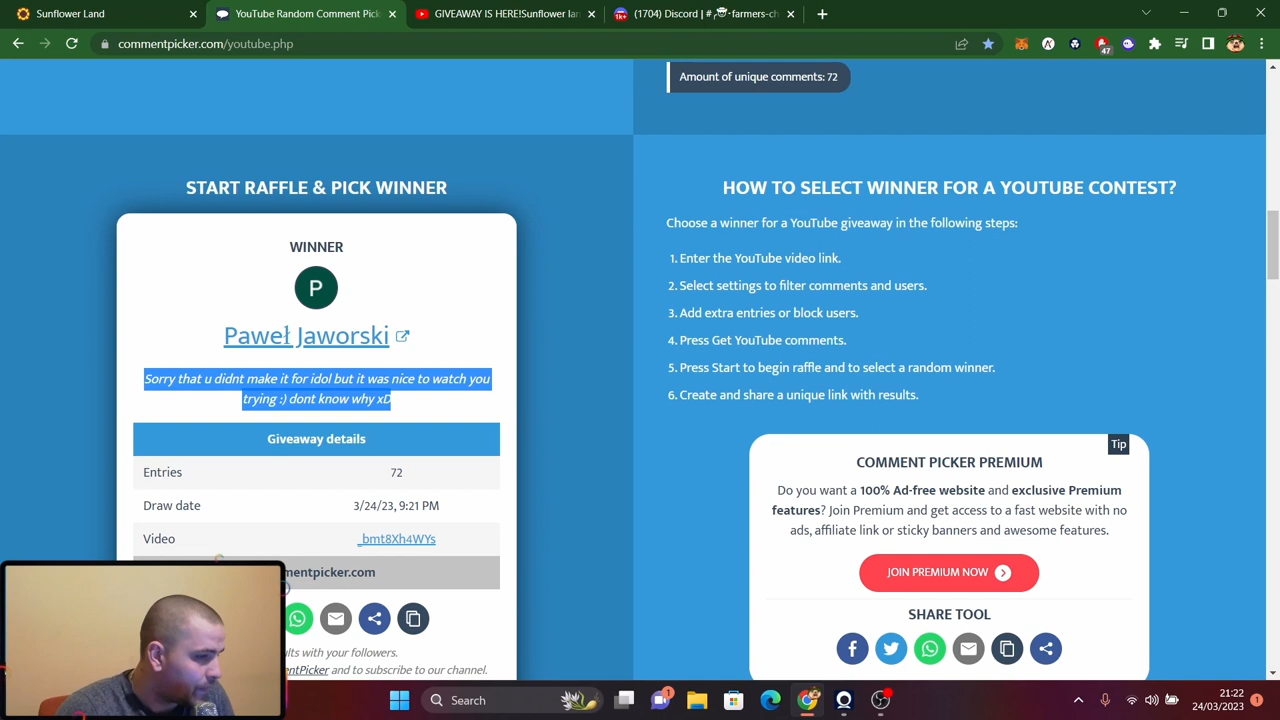 Sunflower Land
YouTube Random Comment Pick
GIVEAWAY IS HERE!Sunflower lan
1k+
(1704) Discord | #
farmers-ch
commentpicker.com/youtube.php
47
Amount of unique comments: 72
START RAFFLE & PICK WINNER
WINNER
P
Paweł Jaworski
Sorry that u didnt make it for idol but it was nice to watch you
trying :) dont know why xD
Giveaway details
Entries 72
Draw date 3/24/23, 9:21 PM
Video _bmt8Xh4WYs
mentpicker.com
ults with your followers.
entPicker and to subscribe to our channel.
HOW TO SELECT WINNER FOR A YOUTUBE CONTEST?
Choose a winner for a YouTube giveaway in the following steps:
1. Enter the YouTube video link.
2. Select settings to filter comments and users.
3. Add extra entries or block users.
4. Press Get YouTube comments.
5. Press Start to begin raffle and to select a random winner.
6. Create and share a unique link with results.
Tip
COMMENT PICKER PREMIUM
Do you want a 100% Ad-free website and exclusive Premium
features? Join Premium and get access to a fast website with no
ads, affiliate link or sticky banners and awesome features.
JOIN PREMIUM NOW
SHARE TOOL
Search
1
21:22
24/03/2023
1